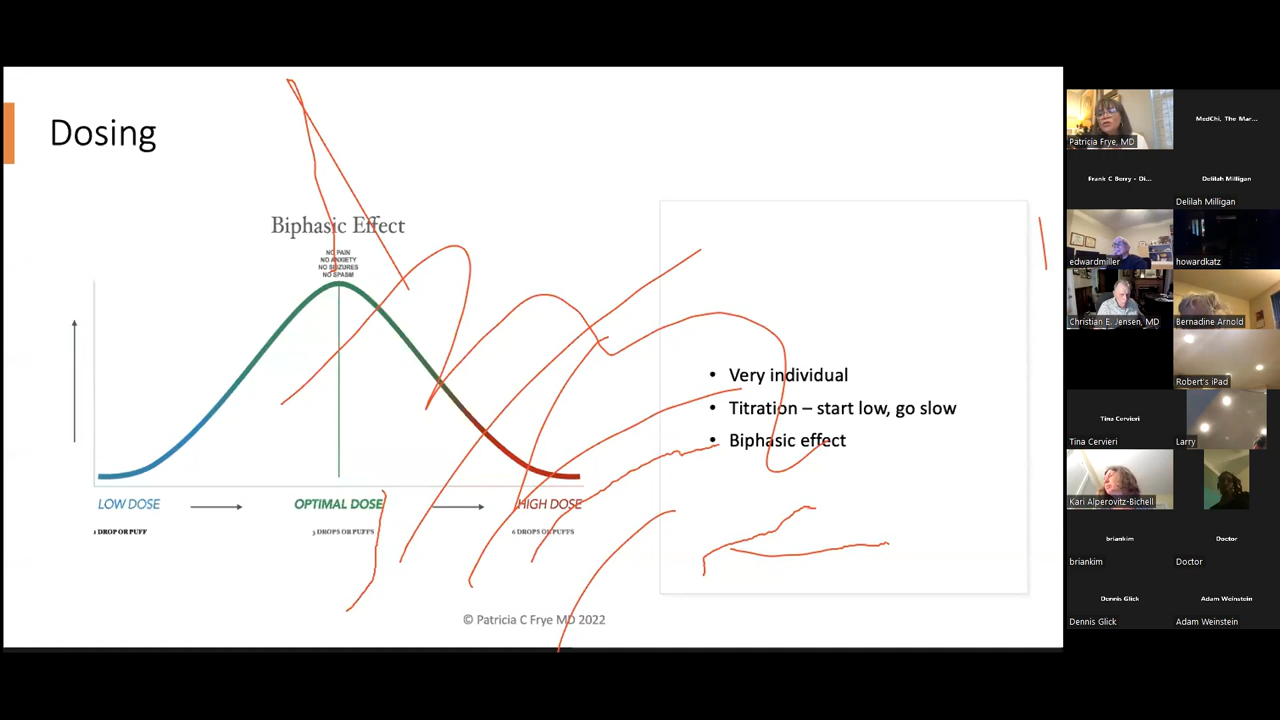 Dosing
Biphasic Effect
NO PAIN
NO ANXIETY
NO SEIZURES
NO SPASM
LOW DOSE
OPTIMAL DOSE
HIGH DOSE
1 DROP OR PUFF
3 DROPS OR PUFFS
6 DROPS OR PUFFS
• Very individual
• Titration – start low, go slow
• Biphasic effect
© Patricia C Frye MD 2022
Patricia Frye, MD
MedChi, The Mar...
Frank C Berry - Di...
Delilah Milligan
Delilah Milligan
edwardmiller
howardkatz
Christian E. Jensen, MD
Bernadine Arnold
Robert's iPad
Tina Cervieri
Tina Cervieri
Larry
Kari Alperovitz-Bichell
briankim
briankim
Doctor
Doctor
Dennis Glick
Dennis Glick
Adam Weinstein
Adam Weinstein